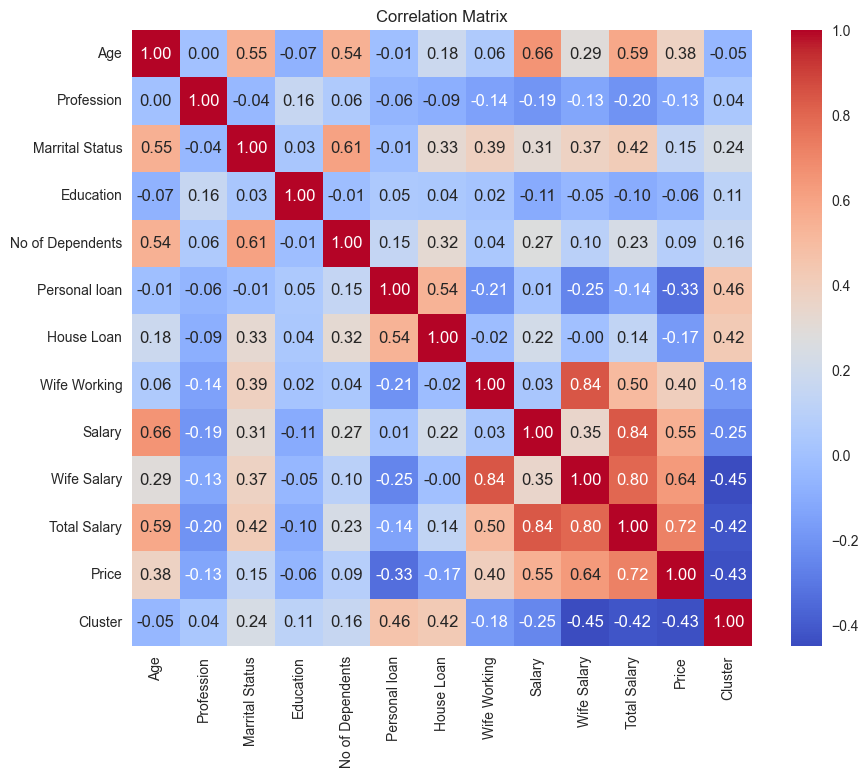 Correlation Matrix
Age 1.00 0.00 0.55 -0.07 0.54 -0.01 0.18 0.06 0.66 0.29 0.59 0.38 -0.05
Profession 0.00 1.00 -0.04 0.16 0.06 -0.06 -0.09 -0.14 -0.19 -0.13 -0.20 -0.13 0.04
Marrital Status 0.55 -0.04 1.00 0.03 0.61 -0.01 0.33 0.39 0.31 0.37 0.42 0.15 0.24
Education -0.07 0.16 0.03 1.00 -0.01 0.05 0.04 0.02 -0.11 -0.05 -0.10 -0.06 0.11
No of Dependents 0.54 0.06 0.61 -0.01 1.00 0.15 0.32 0.04 0.27 0.10 0.23 0.09 0.16
Personal loan -0.01 -0.06 -0.01 0.05 0.15 1.00 0.54 -0.21 0.01 -0.25 -0.14 -0.33 0.46
House Loan 0.18 -0.09 0.33 0.04 0.32 0.54 1.00 -0.02 0.22 -0.00 0.14 -0.17 0.42
Wife Working 0.06 -0.14 0.39 0.02 0.04 -0.21 -0.02 1.00 0.03 0.84 0.50 0.40 -0.18
Salary 0.66 -0.19 0.31 -0.11 0.27 0.01 0.22 0.03 1.00 0.35 0.84 0.55 -0.25
Wife Salary 0.29 -0.13 0.37 -0.05 0.10 -0.25 -0.00 0.84 0.35 1.00 0.80 0.64 -0.45
Total Salary 0.59 -0.20 0.42 -0.10 0.23 -0.14 0.14 0.50 0.84 0.80 1.00 0.72 -0.42
Price 0.38 -0.13 0.15 -0.06 0.09 -0.33 -0.17 0.40 0.55 0.64 0.72 1.00 -0.43
Cluster -0.05 0.04 0.24 0.11 0.16 0.46 0.42 -0.18 -0.25 -0.45 -0.42 -0.43 1.00
Age
Profession
Marrital Status
Education
No of Dependents
Personal loan
House Loan
Wife Working
Salary
Wife Salary
Total Salary
Price
Cluster
1.0
0.8
0.6
0.4
0.2
0.0
−0.2
−0.4